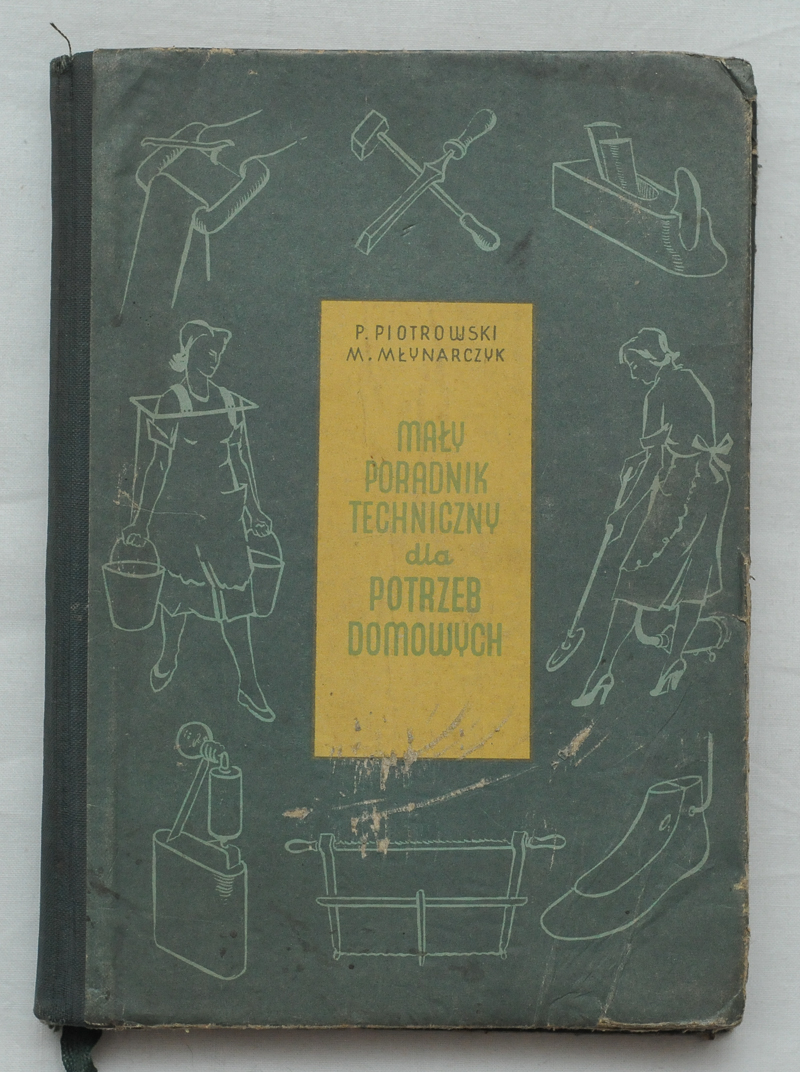 P. PIOTROWSKI
M. MŁYNARCZYK
MAŁY
PORADNIK
TECHNICZNY
dla
POTRZEB
DOMOWYCH